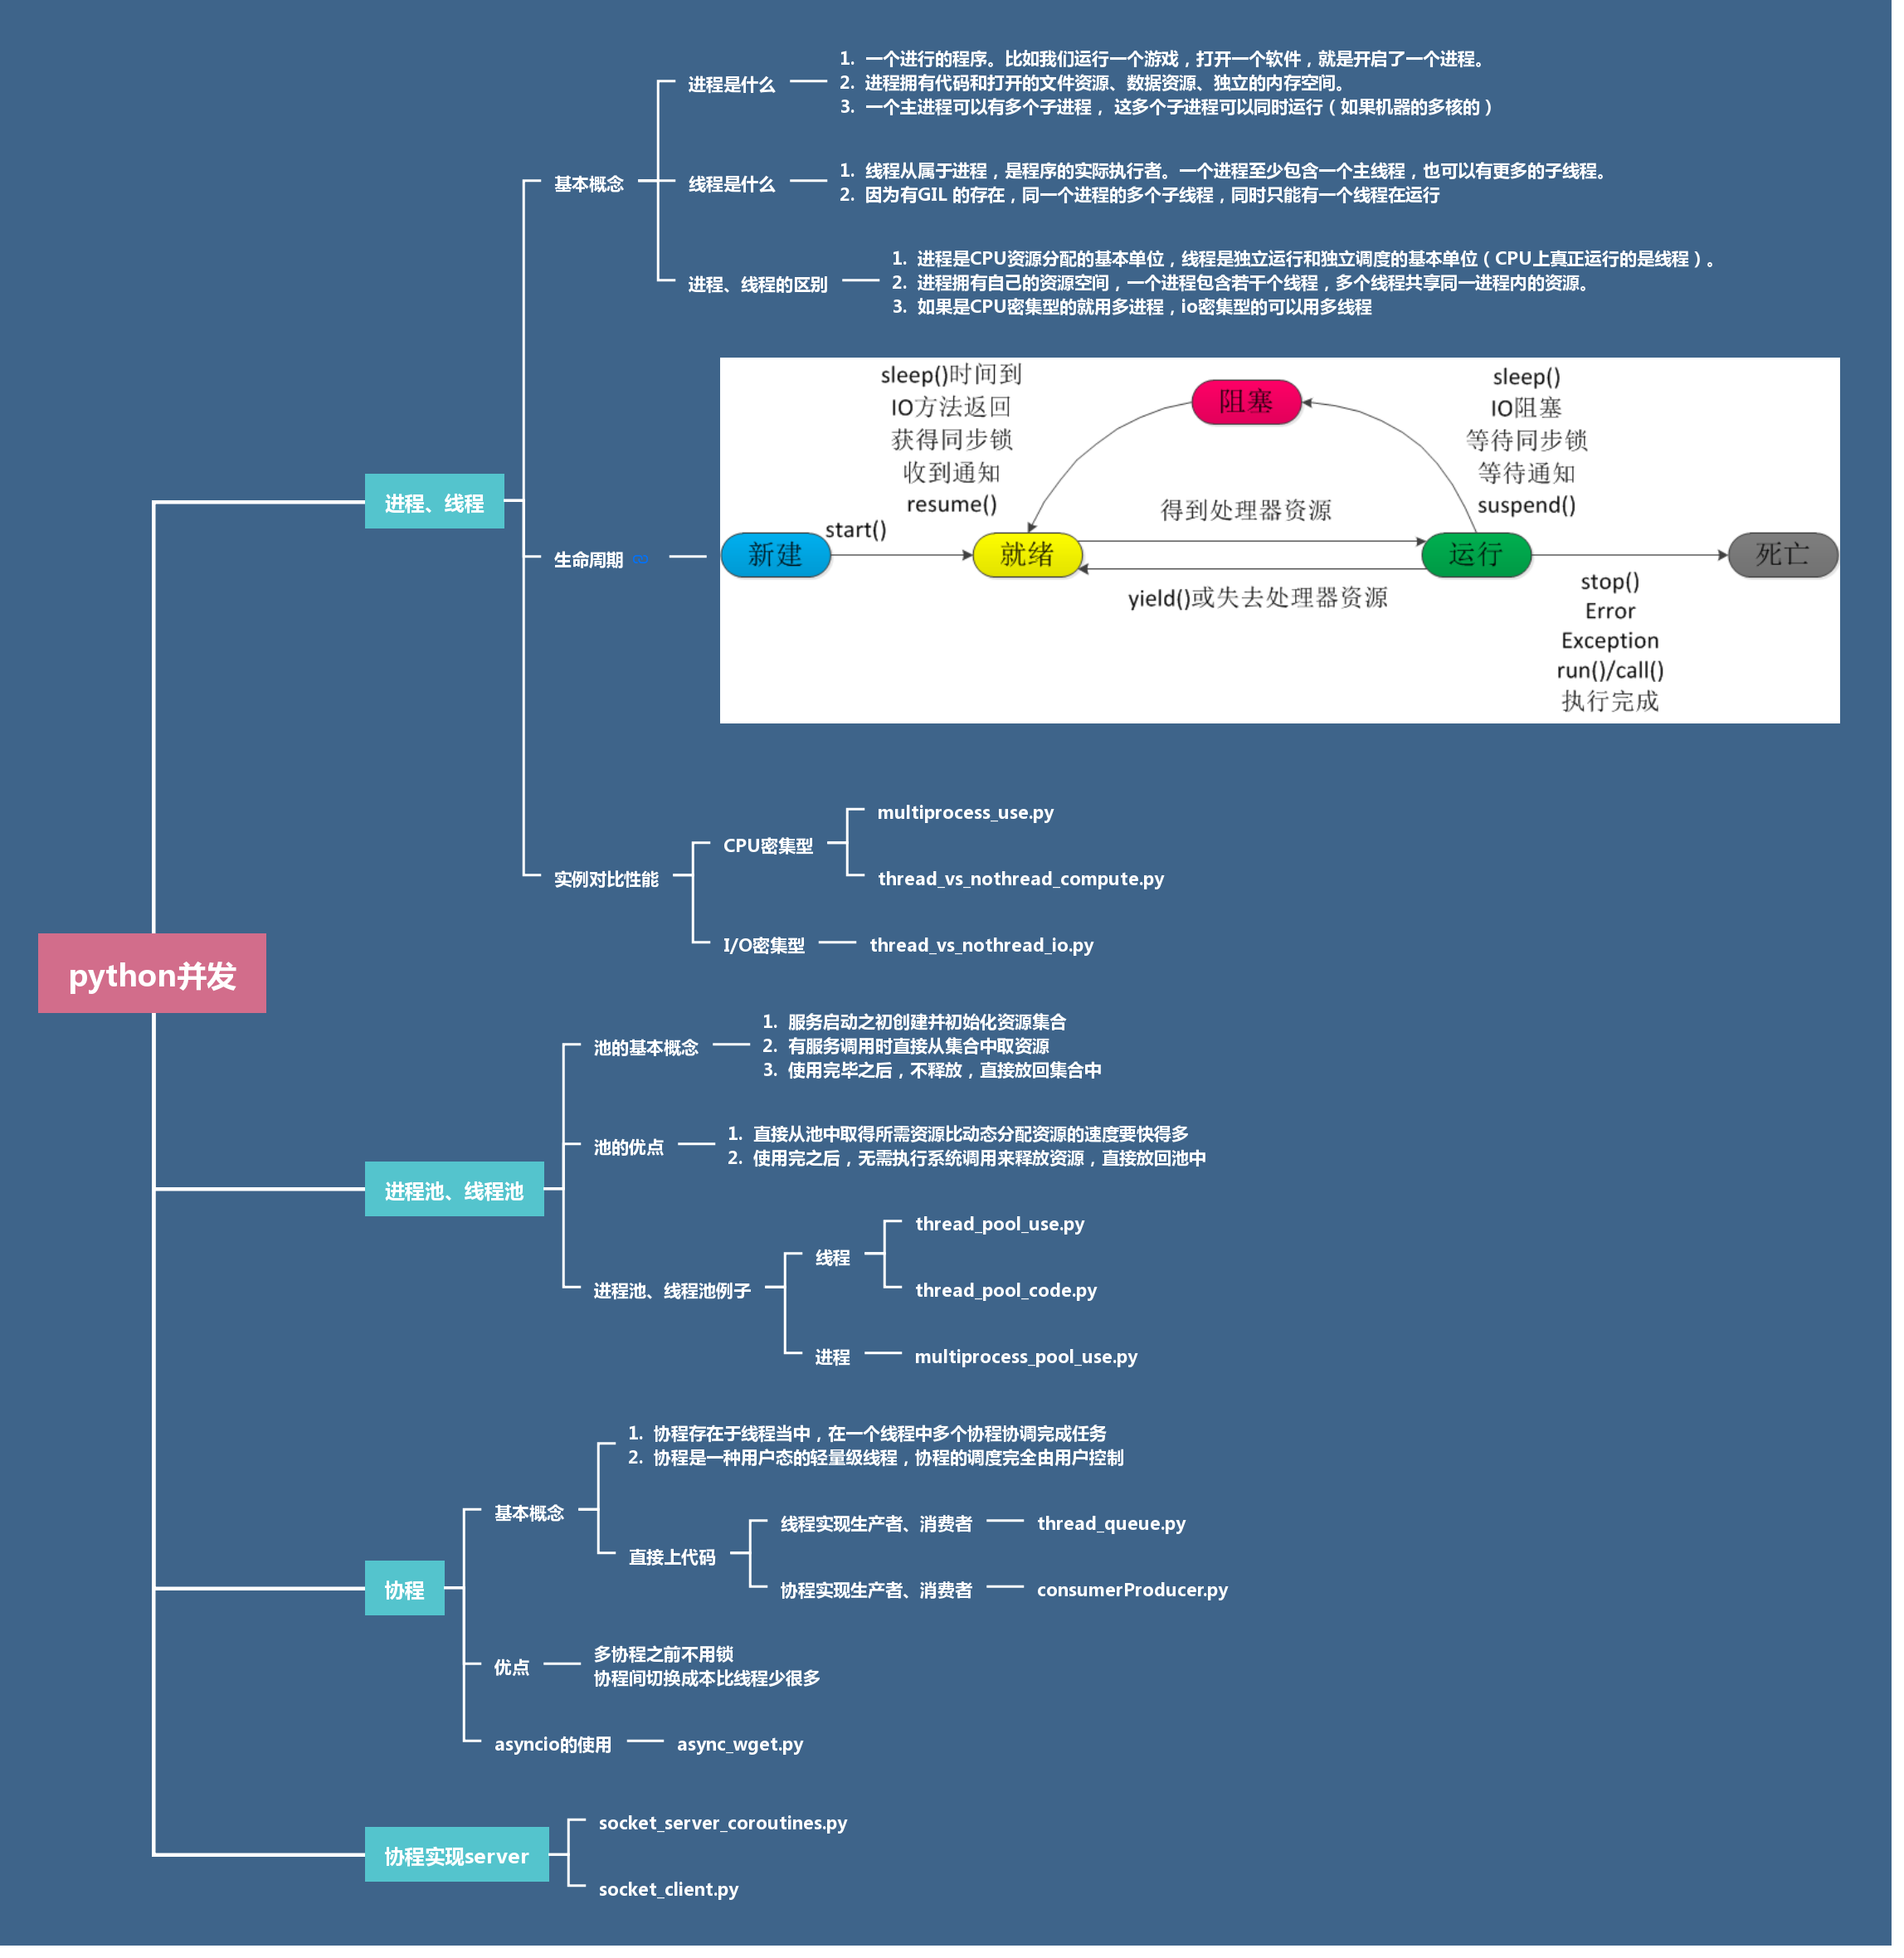 python并发
进程、线程
基本概念
进程是什么
1. 一个进行的程序。比如我们运行一个游戏，打开一个软件，就是开启了一个进程。
2. 进程拥有代码和打开的文件资源、数据资源、独立的内存空间。
3. 一个主进程可以有多个子进程， 这多个子进程可以同时运行（如果机器的多核的）
线程是什么
1. 线程从属于进程，是程序的实际执行者。一个进程至少包含一个主线程，也可以有更多的子线程。
2. 因为有GIL 的存在，同一个进程的多个子线程，同时只能有一个线程在运行
进程、线程的区别
1. 进程是CPU资源分配的基本单位，线程是独立运行和独立调度的基本单位（CPU上真正运行的是线程）。
2. 进程拥有自己的资源空间，一个进程包含若干个线程，多个线程共享同一进程内的资源。
3. 如果是CPU密集型的就用多进程，io密集型的可以用多线程
生命周期
sleep()时间到
IO方法返回
获得同步锁
收到通知
resume()
阻塞
sleep()
IO阻塞
等待同步锁
等待通知
suspend()
新建
start()
就绪
得到处理器资源
yield()或失去处理器资源
运行
死亡
stop()
Error
Exception
run()/call()
执行完成
实例对比性能
CPU密集型
multiprocess_use.py
thread_vs_nothread_compute.py
I/O密集型
thread_vs_nothread_io.py
进程池、线程池
池的基本概念
1. 服务启动之初创建并初始化资源集合
2. 有服务调用时直接从集合中取资源
3. 使用完毕之后，不释放，直接放回集合中
池的优点
1. 直接从池中取得所需资源比动态分配资源的速度要快得多
2. 使用完之后，无需执行系统调用来释放资源，直接放回池中
进程池、线程池例子
线程
thread_pool_use.py
thread_pool_code.py
进程
multiprocess_pool_use.py
协程
基本概念
1. 协程存在于线程当中，在一个线程中多个协程协调完成任务
2. 协程是一种用户态的轻量级线程，协程的调度完全由用户控制
直接上代码
线程实现生产者、消费者
thread_queue.py
协程实现生产者、消费者
consumerProducer.py
优点
多协程之前不用锁
协程间切换成本比线程少很多
asyncio的使用
async_wget.py
协程实现server
socket_server_coroutines.py
socket_client.py